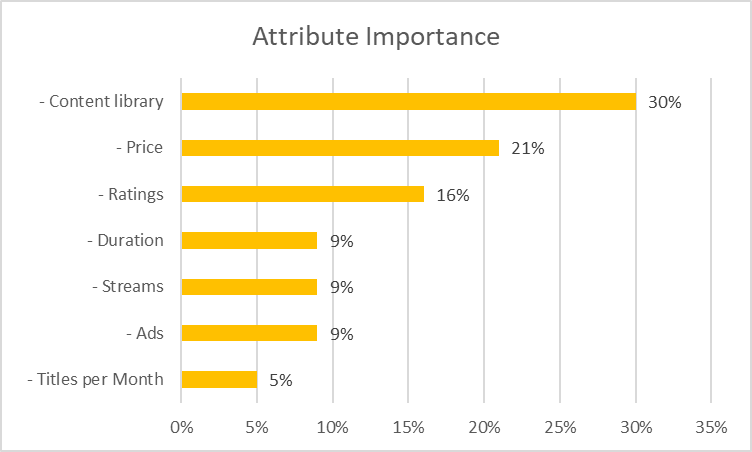 Attribute Importance
- Content library 30%
- Price 21%
- Ratings 16%
- Duration 9%
- Streams 9%
- Ads 9%
- Titles per Month 5%
0% 5% 10% 15% 20% 25% 30% 35%